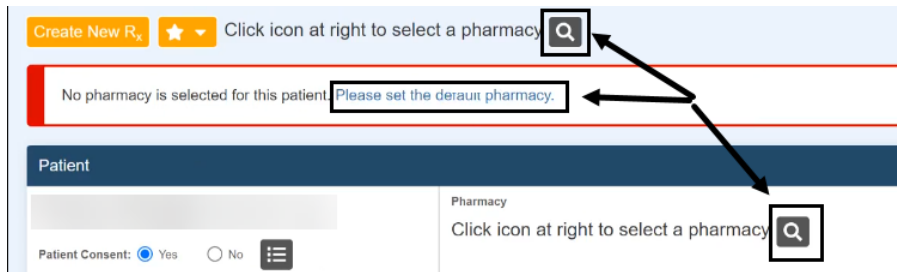 Create New Rx Click icon at right to select a pharmacy
No pharmacy is selected for this patient. Please set the default pharmacy.
Patient
Pharmacy
Click icon at right to select a pharmacy
Patient Consent: Yes No